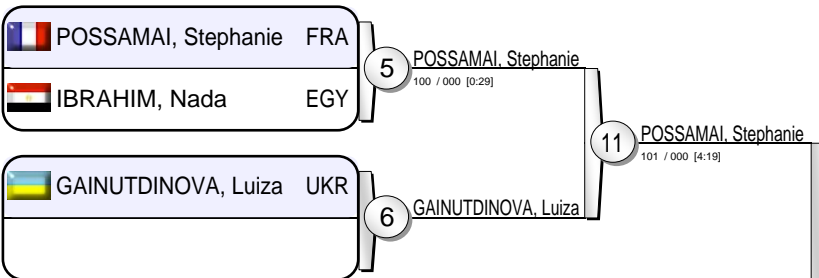 POSSAMAI, Stephanie FRA
IBRAHIM, Nada EGY
5
POSSAMAI, Stephanie
100 / 000 [0:29]
11
POSSAMAI, Stephanie
101 / 000 [4:19]
GAINUTDINOVA, Luiza UKR
6
GAINUTDINOVA, Luiza